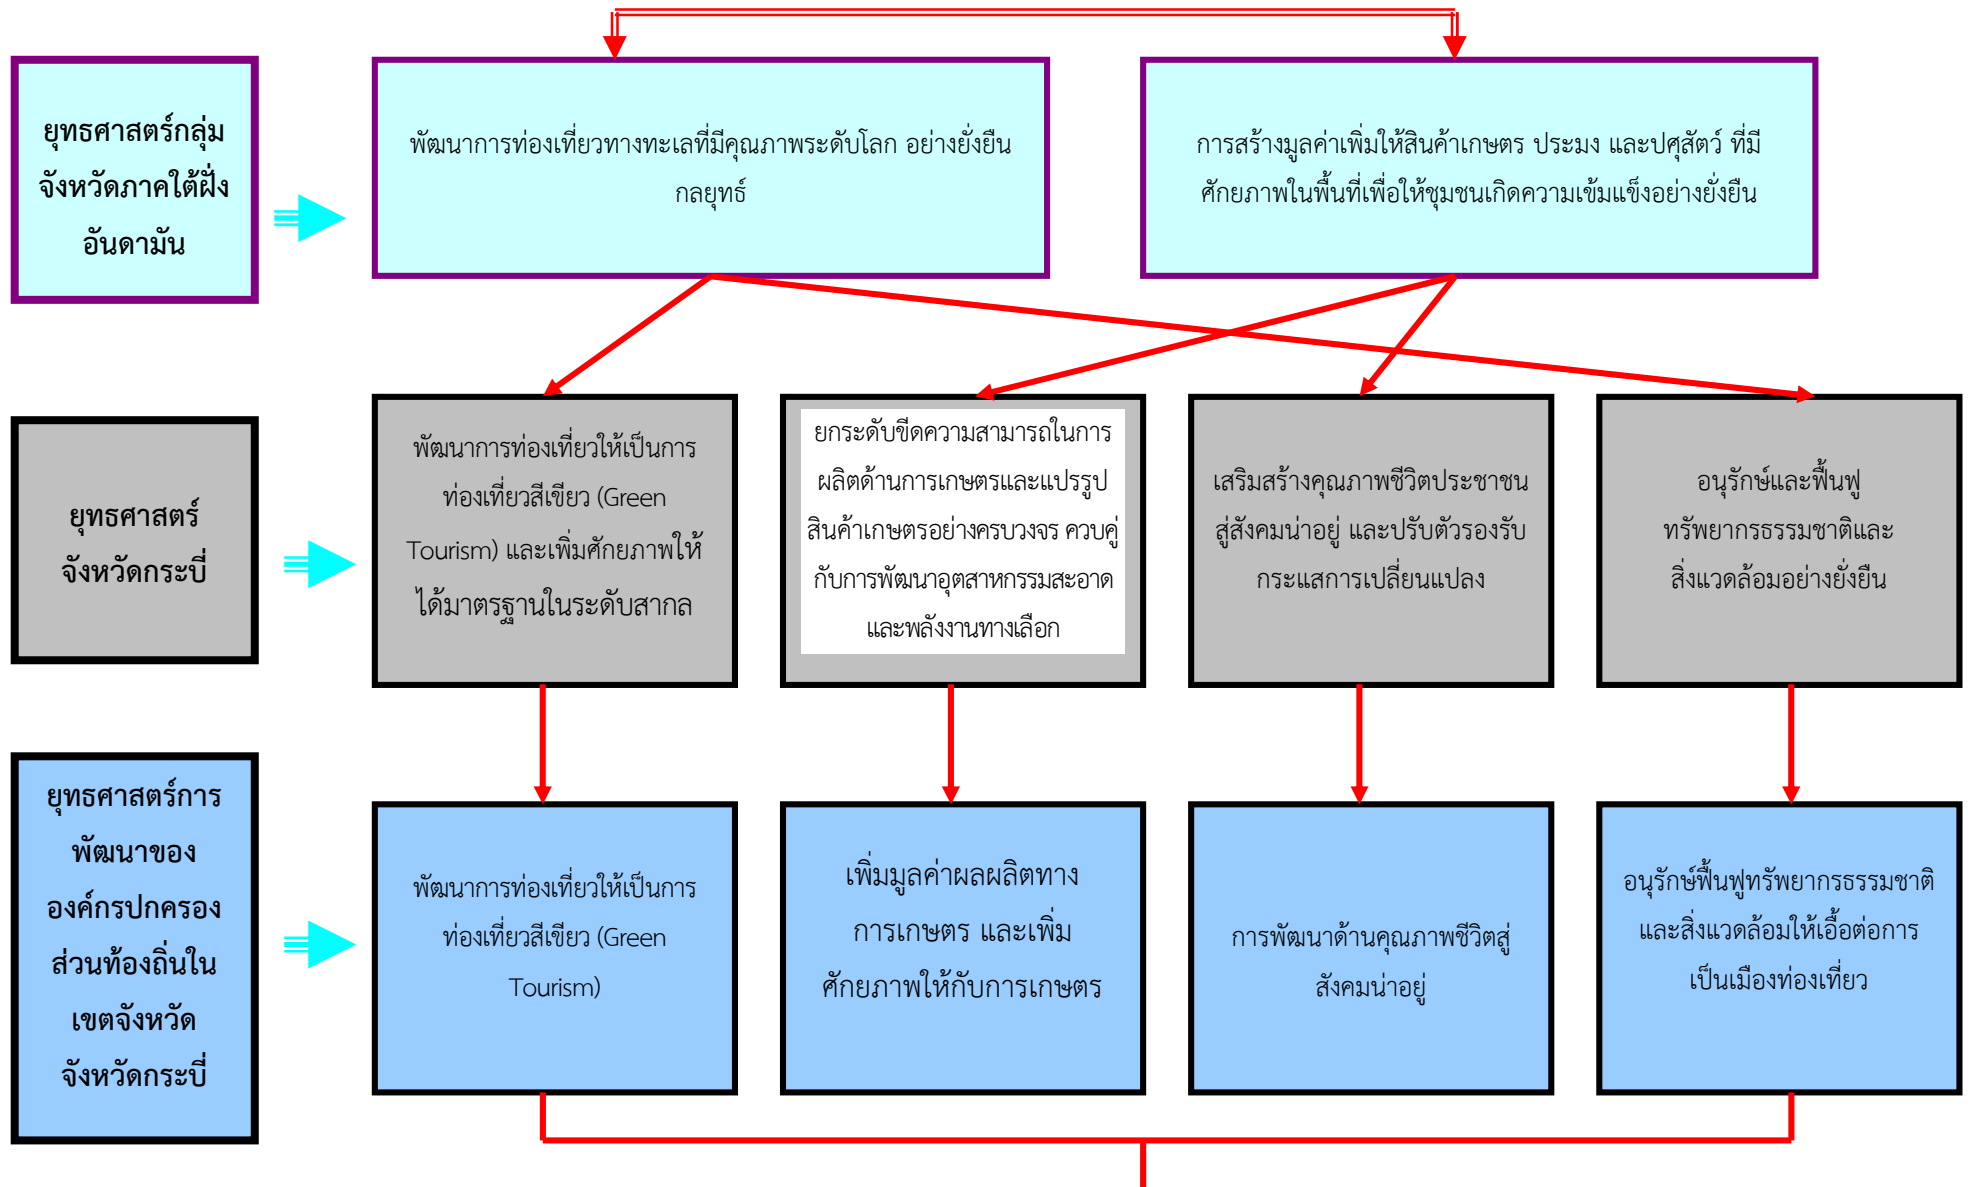 ยุทธศาสตร์กลุ่ม
จังหวัดภาคใต้ฝั่ง
อันดามัน
พัฒนาการท่องเที่ยวทางทะเลที่มีคุณภาพระดับโลก อย่างยั่งยืน
กลยุทธ์
การสร้างมูลค่าเพิ่มให้สินค้าเกษตร ประมง และปศุสัตว์ ที่มี
ศักยภาพในพื้นที่เพื่อให้ชุมชนเกิดความเข้มแข็งอย่างยั่งยืน
ยุทธศาสตร์
จังหวัดกระบี่
พัฒนาการท่องเที่ยวให้เป็นการ
ท่องเที่ยวสีเขียว (Green
Tourism) และเพิ่มศักยภาพให้
ได้มาตรฐานในระดับสากล
ยกระดับขีดความสามารถในการ
ผลิตด้านการเกษตรและแปรรูป
สินค้าเกษตรอย่างครบวงจร ควบคู่
กับการพัฒนาอุตสาหกรรมสะอาด
และพลังงานทางเลือก
เสริมสร้างคุณภาพชีวิตประชาชน
สู่สังคมน่าอยู่ และปรับตัวรองรับ
กระแสการเปลี่ยนแปลง
อนุรักษ์และฟื้นฟู
ทรัพยากรธรรมชาติและ
สิ่งแวดล้อมอย่างยั่งยืน
ยุทธศาสตร์การ
พัฒนาของ
องค์กรปกครอง
ส่วนท้องถิ่นใน
เขตจังหวัด
จังหวัดกระบี่
พัฒนาการท่องเที่ยวให้เป็นการ
ท่องเที่ยวสีเขียว (Green
Tourism)
เพิ่มมูลค่าผลผลิตทาง
การเกษตร และเพิ่ม
ศักยภาพให้กับการเกษตร
การพัฒนาด้านคุณภาพชีวิตสู่
สังคมน่าอยู่
อนุรักษ์ฟื้นฟูทรัพยากรธรรมชาติ
และสิ่งแวดล้อมให้เอื้อต่อการ
เป็นเมืองท่องเที่ยว